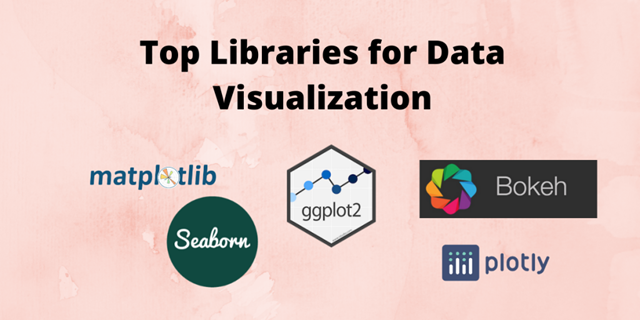 Top Libraries for Data
Visualization
matplotlib
Seaborn
ggplot2
Bokeh
plotly